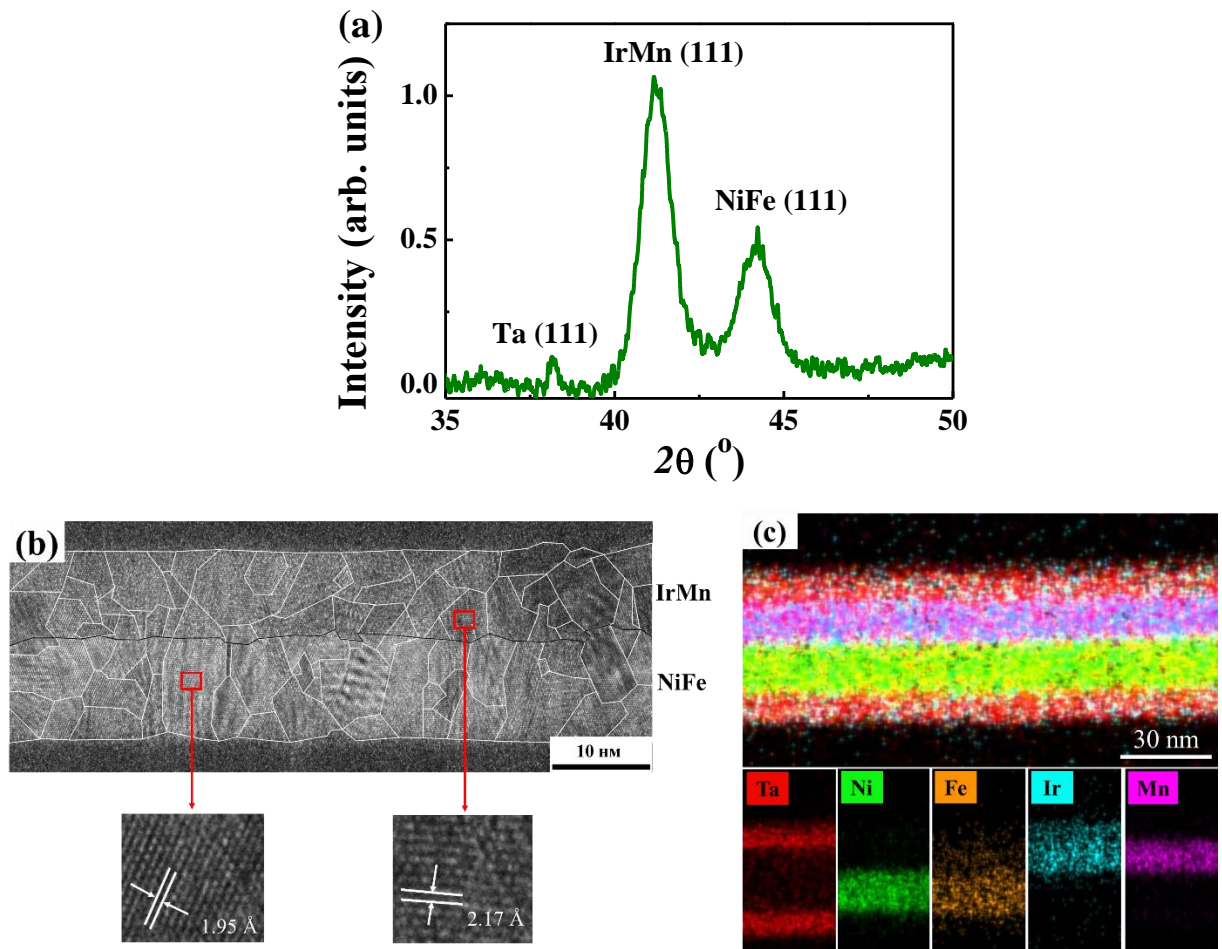 (a)
IrMn (111)
NiFe (111)
Ta (111)
Intensity (arb. units)
1.0
0.5
0.0
35
40
45
50
2θ (°)
(b)
IrMn
NiFe
10 нм
1.95 Å
2.17 Å
(c)
30 nm
Ta
Ni
Fe
Ir
Mn